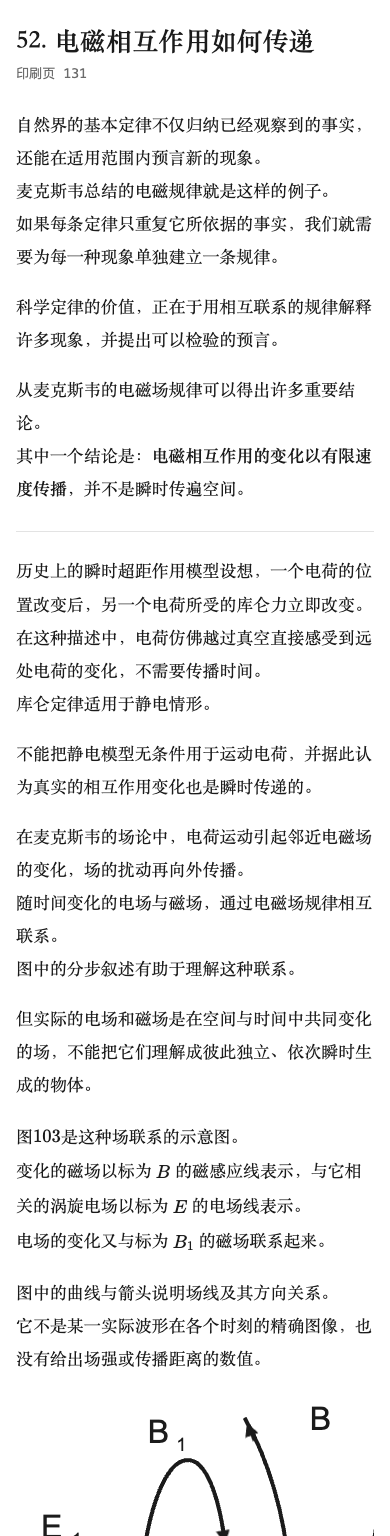 52. 电磁相互作用如何传递
印刷页 131
自然界的基本定律不仅归纳已经观察到的事实，
还能在适用范围内预言新的现象。
麦克斯韦总结的电磁规律就是这样的例子。
如果每条定律只重复它所依据的事实，我们就需
要为每一种现象单独建立一条规律。
科学定律的价值，正在于用相互联系的规律解释
许多现象，并提出可以检验的预言。
从麦克斯韦的电磁场规律可以得出许多重要结
论。
其中一个结论是：电磁相互作用的变化以有限速
度传播，并不是瞬时传遍空间。
历史上的瞬时超距作用模型设想，一个电荷的位
置改变后，另一个电荷所受的库仑力立即改变。
在这种描述中，电荷仿佛越过真空直接感受到远
处电荷的变化，不需要传播时间。
库仑定律适用于静电情形。
不能把静电模型无条件用于运动电荷，并据此认
为真实的相互作用变化也是瞬时传递的。
在麦克斯韦的场论中，电荷运动引起邻近电磁场
的变化，场的扰动再向外传播。
随时间变化的电场与磁场，通过电磁场规律相互
联系。
图中的分步叙述有助于理解这种联系。
但实际的电场和磁场是在空间与时间中共同变化
的场，不能把它们理解成彼此独立、依次瞬时生
成的物体。
图103是这种场联系的示意图。
变化的磁场以标为 B 的磁感应线表示，与它相
关的涡旋电场以标为 E 的电场线表示。
电场的变化又与标为 B₁ 的磁场联系起来。
图中的曲线与箭头说明场线及其方向关系。
它不是某一实际波形在各个时刻的精确图像，也
没有给出场强或传播距离的数值。
B₁ B
E